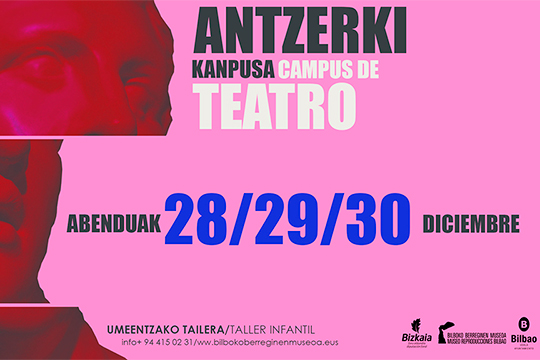 ANTZERKI
KANPUSA CAMPUS DE
TEATRO
ABENDUAK 28/29/30 DICIEMBRE
UMEENTZAKO TAILERA/TALLER INFANTIL
info+ 94 415 02 31/ww.bilbokoberreginenmuseoa.eus
Bizkaia
BILBOKO BERREGINEN MUSEOA
MUSEO REPRODUCCIONES BILBAO
B
Bilbao